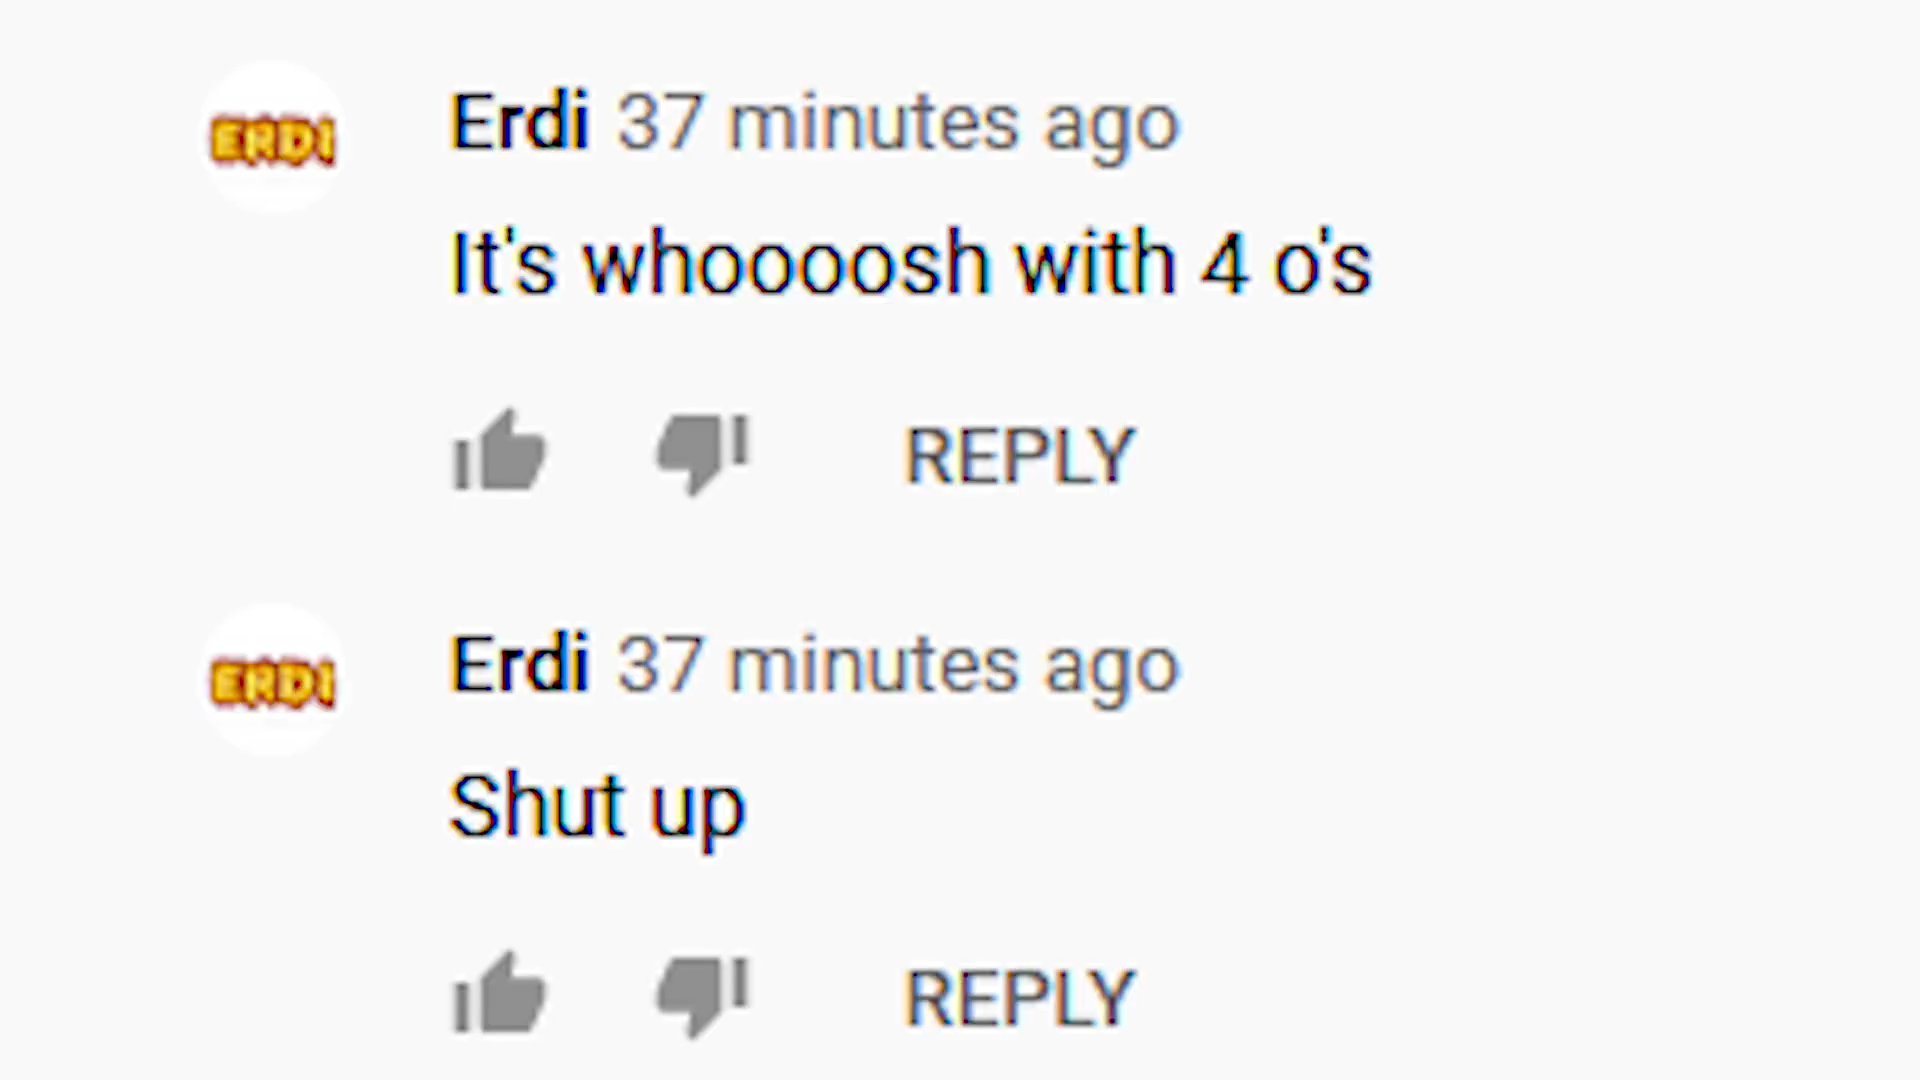 ERDI
Erdi 37 minutes ago
It's whoooosh with 4 o's
REPLY
ERDI
Erdi 37 minutes ago
Shut up
REPLY